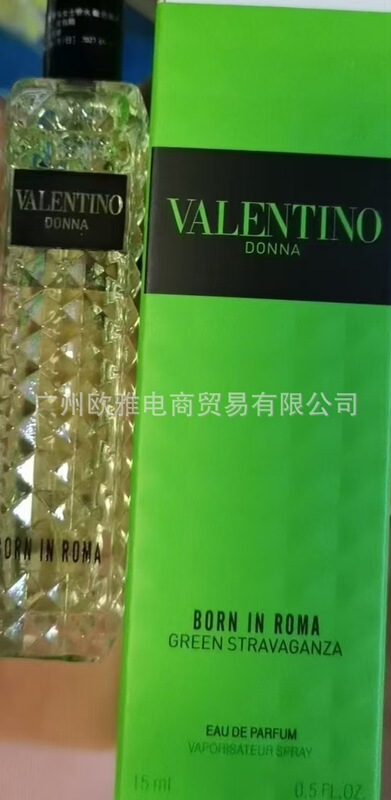 VALENTINO
DONNA
BORN IN ROMA
VALENTINO
DONNA
广州欧雅电商贸易有限公司
BORN IN ROMA
GREEN STRAVAGANZA
EAU DE PARFUM
VAPORISATEUR SPRAY
15 ml 0.5 FL.OZ.